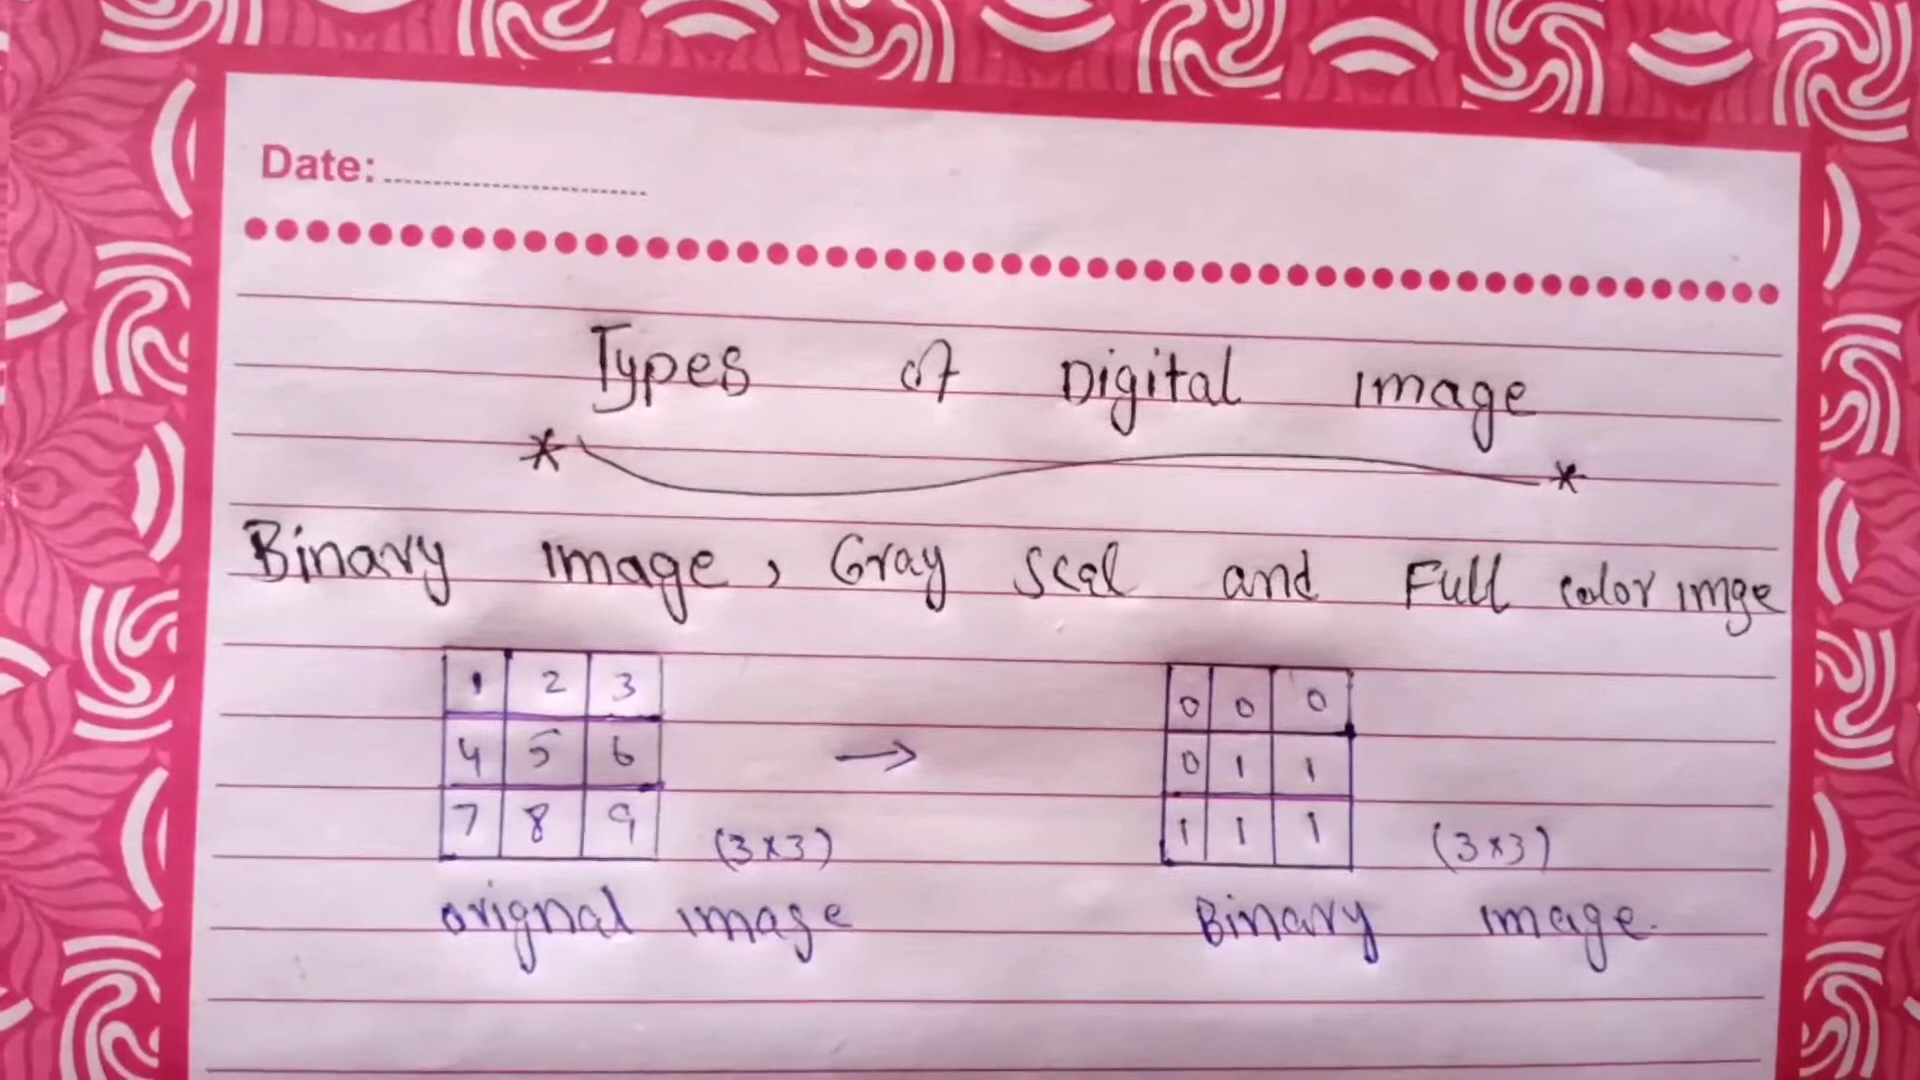 Date:
Types of Digital image
Binary image, Gray Scal and Full color imge
1 2 3 0 0 0
4 5 6 → 0 1 1
7 8 9 (3x3) 1 1 1 (3x3)
orignal image Binary image.